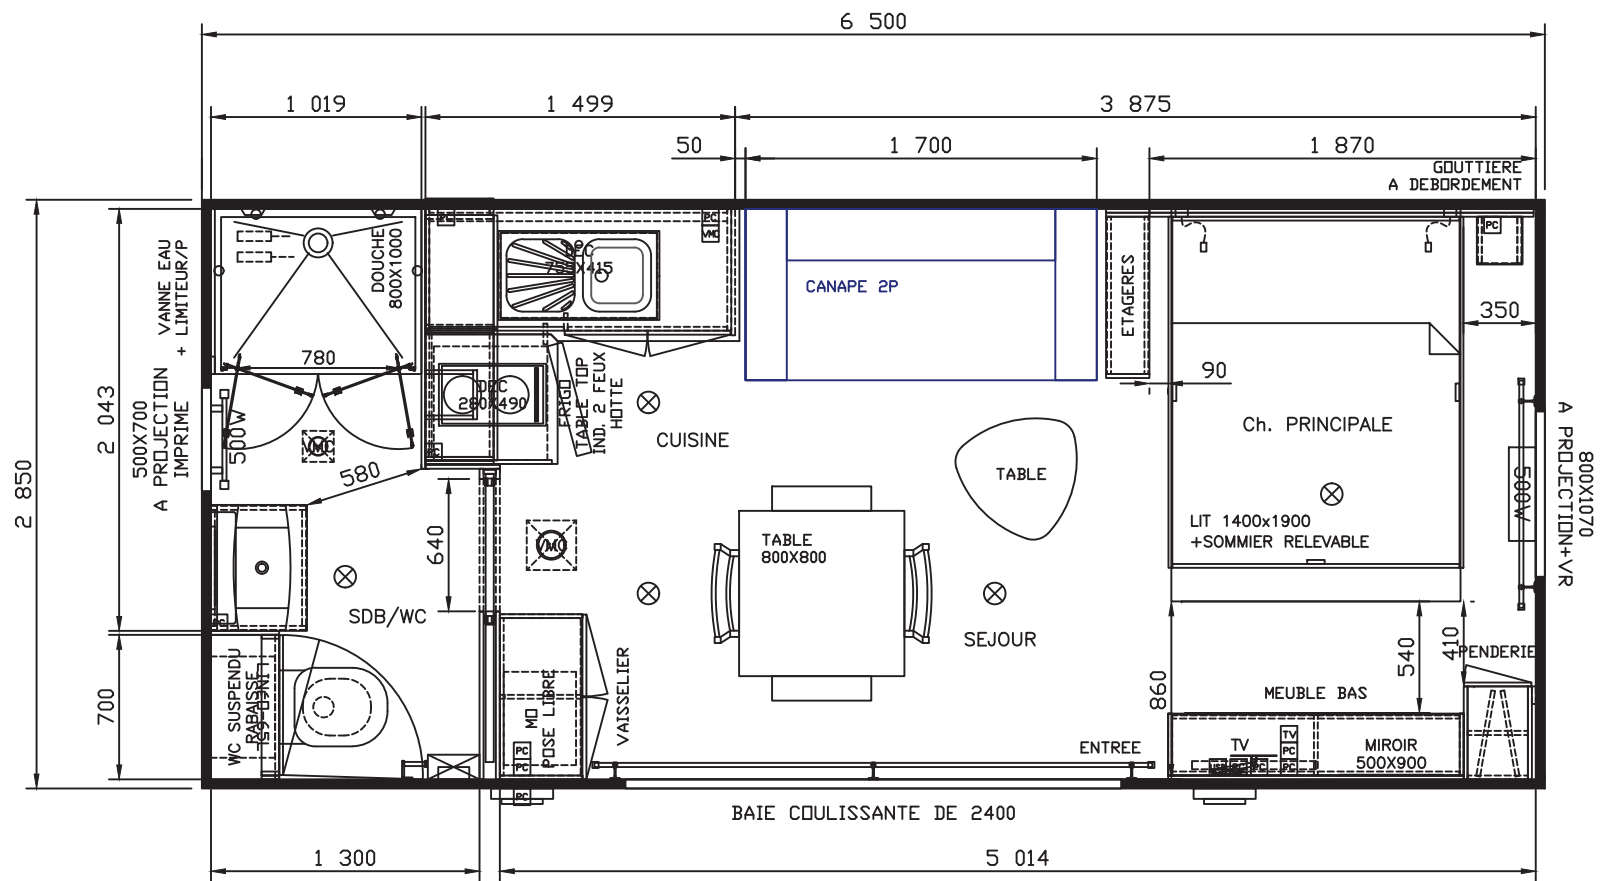 6 500
1 019
1 499
3 875
50
1 700
1 870
GOUTTIERE
A DEBORDEMENT
2 850
2 043
700
VANNE EAU
+ LIMITEUR/P
500X700
A PROJECTION
IMPRIME
DOUCHE
800X1000
780
500W
VMC
580
PC
VMC
755X415
CANAPE 2P
ETAGERES
PC
350
90
280X490
FRIGO
TABLE TOP
IND. 2 FEUX
HOTTE
CUISINE
TABLE
Ch. PRINCIPALE
LIT 1400x1900
+SOMMIER RELEVABLE
500W
800X1070
A PROJECTION+VR
640
VMC
TABLE
800X800
SEJOUR
SDB/WC
WC SUSPENDU
RABAISSE
MO
POSE LIBRE
PC
PC
PC
VAISSELIER
ENTREE
860
540
410
PENDERIE
MEUBLE BAS
TV
TV
PC
PC
MIROIR
500X900
BAIE COULISSANTE DE 2400
1 300
5 014